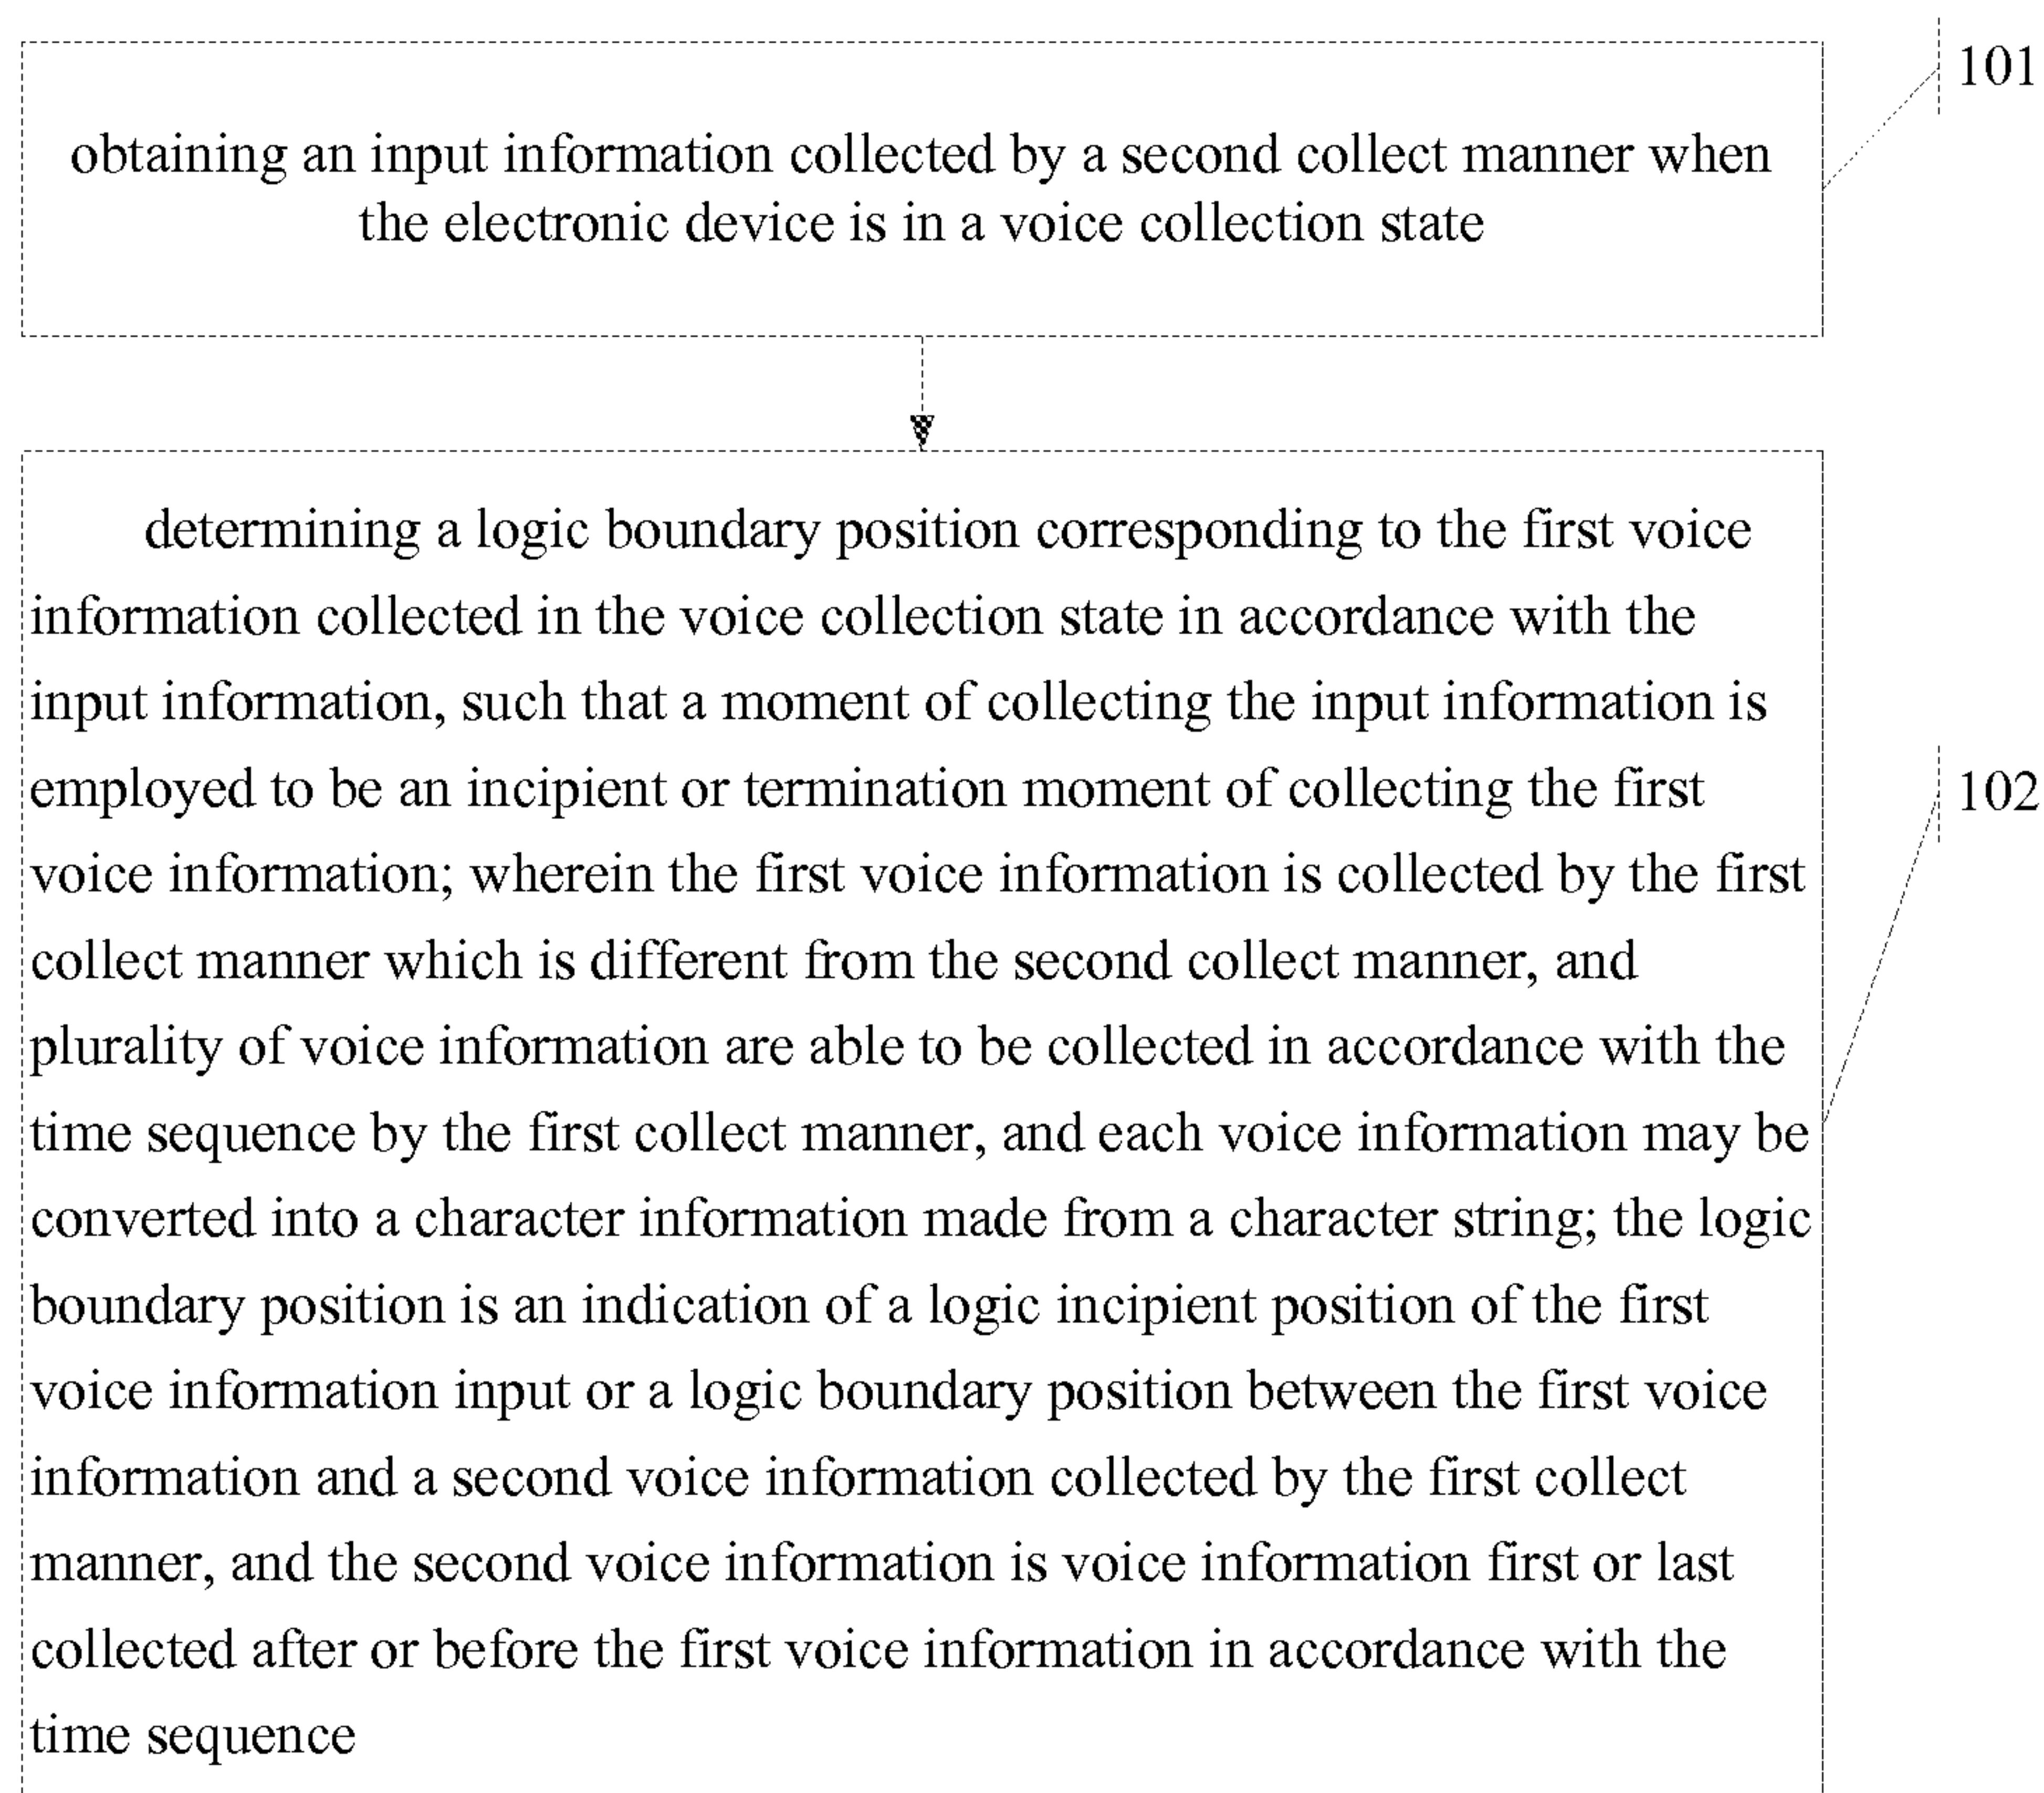 101
obtaining an input information collected by a second collect manner when
the electronic device is in a voice collection state
determining a logic boundary position corresponding to the first voice
information collected in the voice collection state in accordance with the
input information, such that a moment of collecting the input information is
employed to be an incipient or termination moment of collecting the first
voice information; wherein the first voice information is collected by the first
collect manner which is different from the second collect manner, and
plurality of voice information are able to be collected in accordance with the
time sequence by the first collect manner, and each voice information may be
converted into a character information made from a character string; the logic
boundary position is an indication of a logic incipient position of the first
voice information input or a logic boundary position between the first voice
information and a second voice information collected by the first collect
manner, and the second voice information is voice information first or last
collected after or before the first voice information in accordance with the
time sequence
102